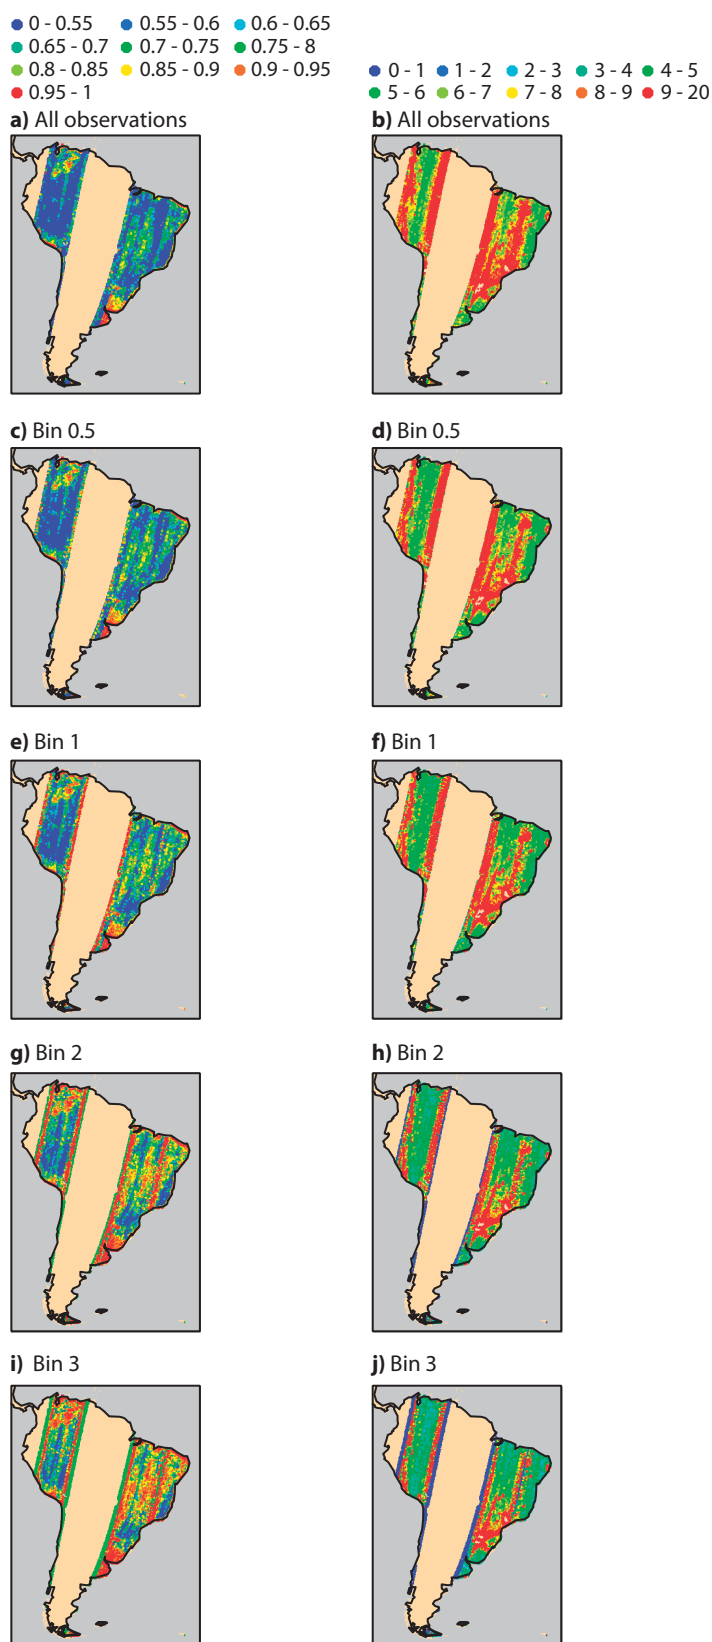 0 - 0.55 0.55 - 0.6 0.6 - 0.65
0.65 - 0.7 0.7 - 0.75 0.75 - 8
0.8 - 0.85 0.85 - 0.9 0.9 - 0.95
0.95 - 1
0 - 1 1 - 2 2 - 3 3 - 4 4 - 5
5 - 6 6 - 7 7 - 8 8 - 9 9 - 20
a) All observations
b) All observations
c) Bin 0.5
d) Bin 0.5
e) Bin 1
f) Bin 1
g) Bin 2
h) Bin 2
i) Bin 3
j) Bin 3